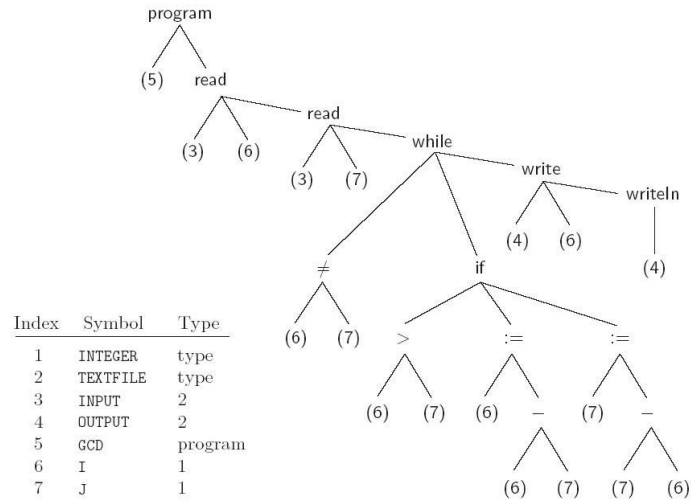 program
(5) read
read
(3) (6) while
(3) (7) write
writeln
(4) (6)
≠ if (4)
(6) (7) > := :=
(6) (7) (6) − (7) −
(6) (7) (7) (6)
Index Symbol Type
1 INTEGER type
2 TEXTFILE type
3 INPUT 2
4 OUTPUT 2
5 GCD program
6 I 1
7 J 1